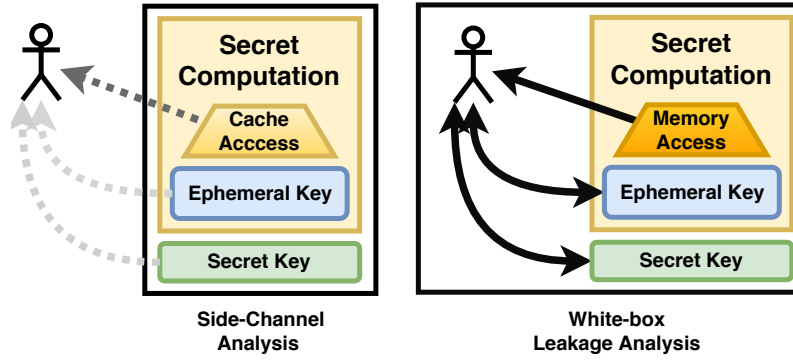 Secret
Computation
Cache
Acccess
Ephemeral Key
Secret Key
Side-Channel
Analysis
Secret
Computation
Memory
Access
Ephemeral Key
Secret Key
White-box
Leakage Analysis